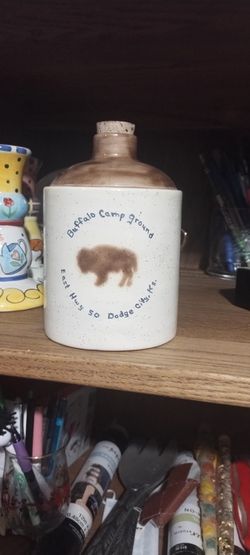 Buffalo Camp Ground
East Hwy 50 Dodge City, Ks.